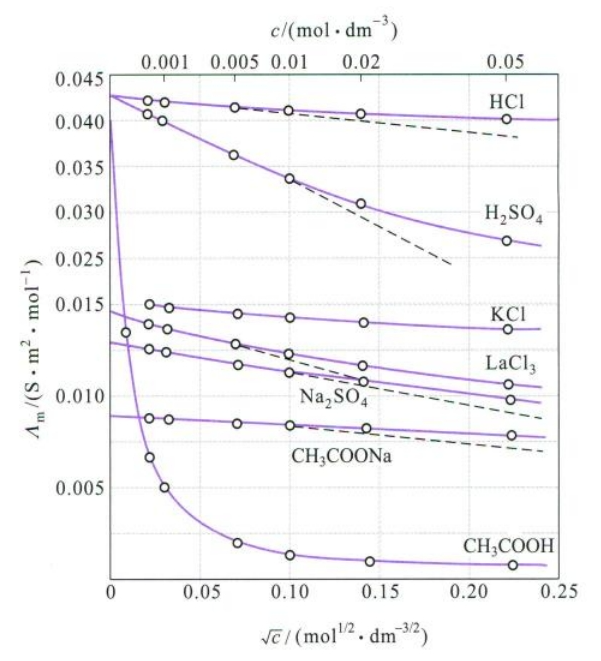 c/(mol · dm⁻³)
0.001 0.005 0.01 0.02 0.05
0.045
HCl
0.040
0.035
0.030
H₂SO₄
0.025
0.015
KCl
LaCl₃
0.010
Na₂SO₄
CH₃COONa
0.005
CH₃COOH
Λₘ/(S · m² · mol⁻¹)
0 0.05 0.10 0.15 0.20 0.25
√c / (mol^{1/2} · dm^{-3/2})